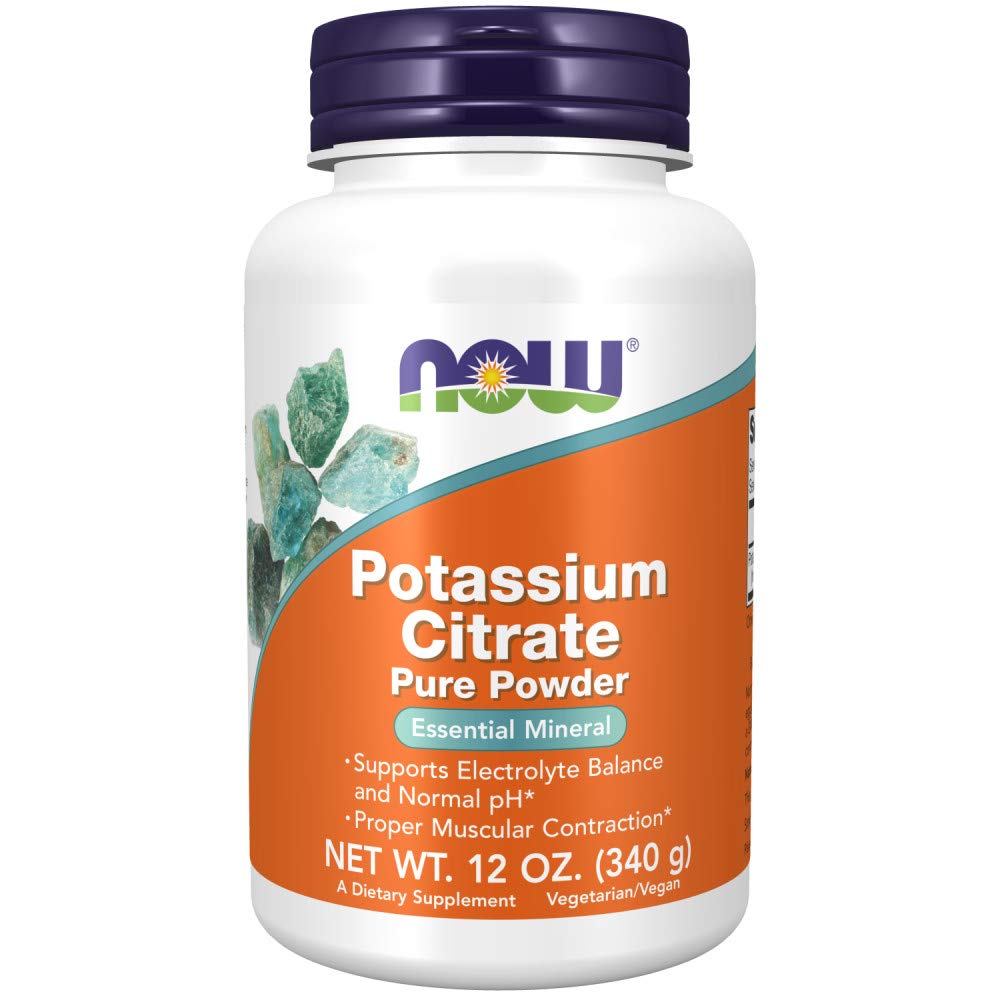 NOW®
Potassium
Citrate
Pure Powder
Essential Mineral
• Supports Electrolyte Balance
and Normal pH*
• Proper Muscular Contraction*
NET WT. 12 OZ. (340 g)
A Dietary Supplement Vegetarian/Vegan